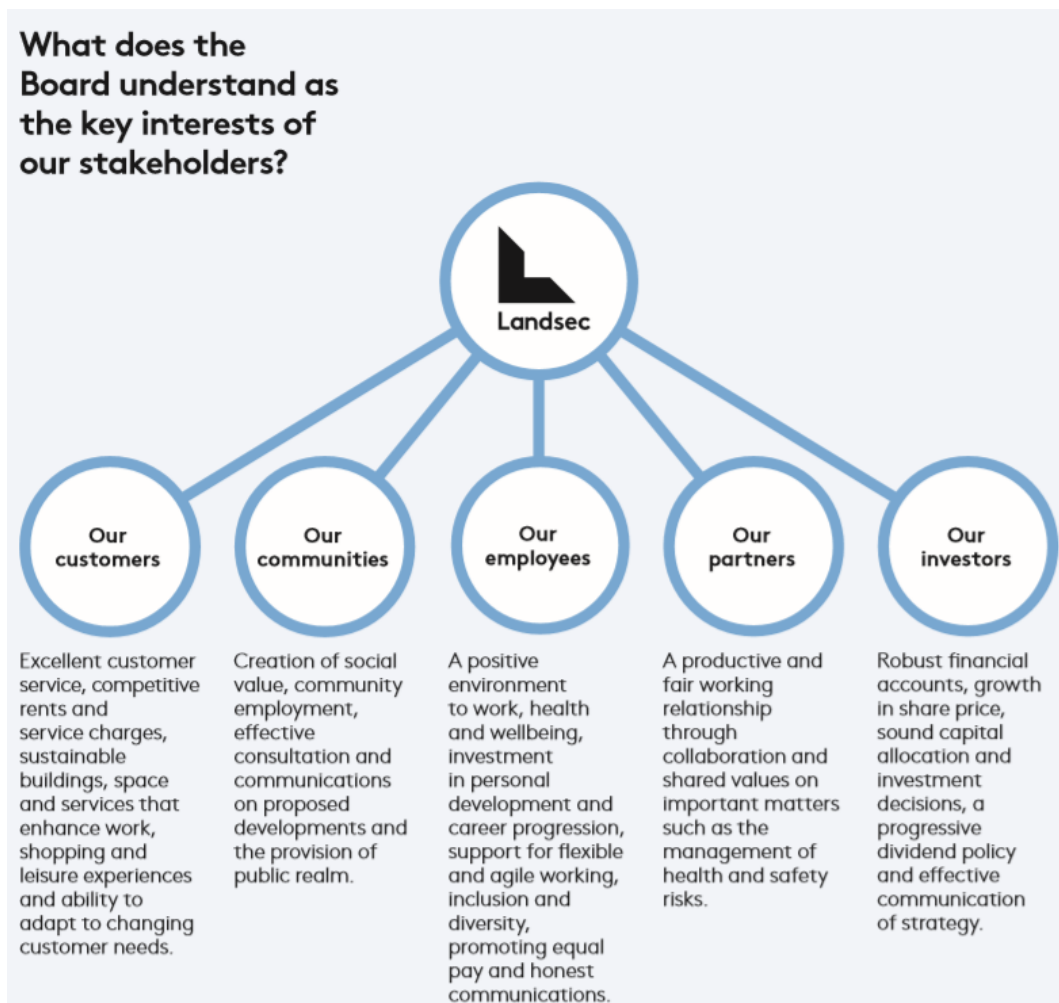 What does the
Board understand as
the key interests of
our stakeholders?
Landsec
Our
customers
Our
communities
Our
employees
Our
partners
Our
investors
Excellent customer
service, competitive
rents and
service charges,
sustainable
buildings, space
and services that
enhance work,
shopping and
leisure experiences
and ability to
adapt to changing
customer needs.
Creation of social
value, community
employment,
effective
consultation and
communications
on proposed
developments and
the provision of
public realm.
A positive
environment
to work, health
and wellbeing,
investment
in personal
development and
career progression,
support for flexible
and agile working,
inclusion and
diversity,
promoting equal
pay and honest
communications.
A productive and
fair working
relationship
through
collaboration and
shared values on
important matters
such as the
management of
health and safety
risks.
Robust financial
accounts, growth
in share price,
sound capital
allocation and
investment
decisions, a
progressive
dividend policy
and effective
communication
of strategy.